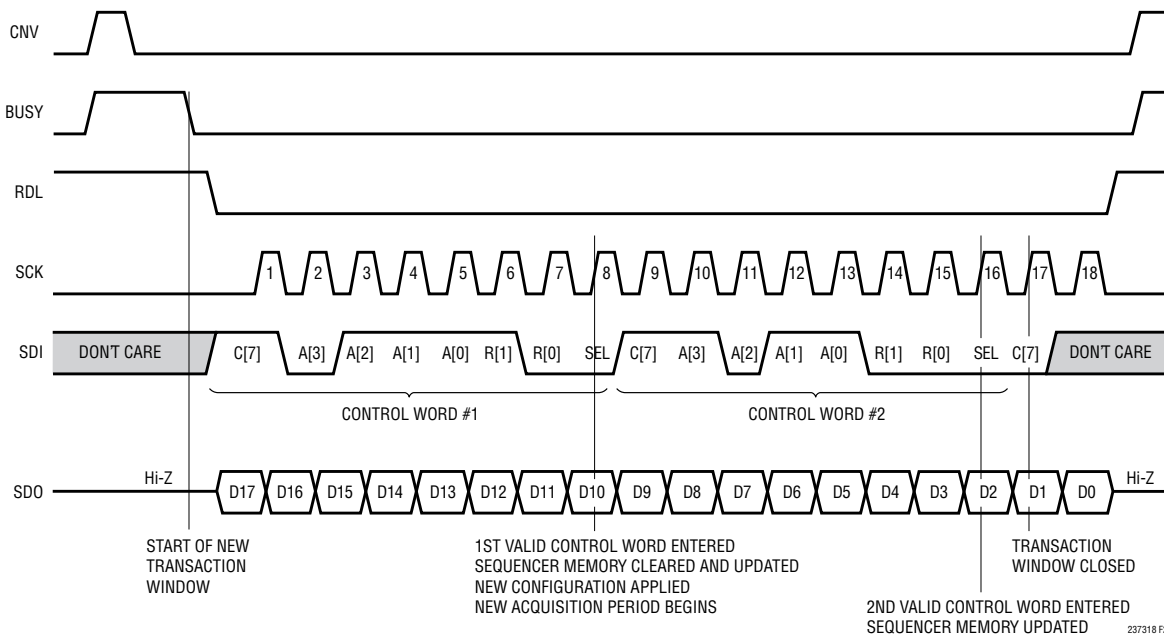 CNV
BUSY
RDL
SCK 1 2 3 4 5 6 7 8 9 10 11 12 13 14 15 16 17 18
SDI DON'T CARE C[7] A[3] A[2] A[1] A[0] R[1] R[0] SEL C[7] A[3] A[2] A[1] A[0] R[1] R[0] SEL C[7] DON'T CARE
CONTROL WORD #1 CONTROL WORD #2
SDO Hi-Z D17 D16 D15 D14 D13 D12 D11 D10 D9 D8 D7 D6 D5 D4 D3 D2 D1 D0 Hi-Z
START OF NEW
TRANSACTION
WINDOW
1ST VALID CONTROL WORD ENTERED
SEQUENCER MEMORY CLEARED AND UPDATED
NEW CONFIGURATION APPLIED
NEW ACQUISITION PERIOD BEGINS
TRANSACTION
WINDOW CLOSED
2ND VALID CONTROL WORD ENTERED
SEQUENCER MEMORY UPDATED
237318